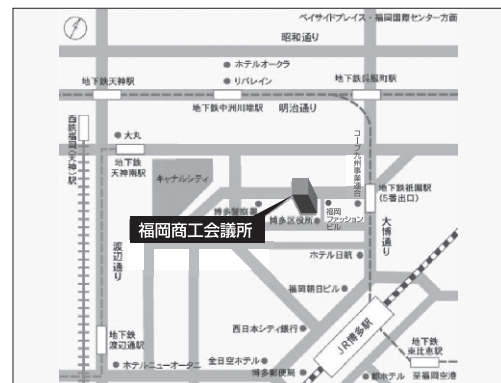 ベイサイドプレイス・福岡国際センター方面
昭和通り
ホテルオークラ
リバレイン
地下鉄天神駅
地下鉄呉服町駅
地下鉄中洲川端駅
明治通り
西鉄福岡(天神)駅
大丸
地下鉄
天神南駅
コープ九州事業連合
キャナルシティ
地下鉄祇園駅
(5番出口)
博多警察署
博多区役所
福岡
ファッション
ビル
福岡商工会議所
大博通り
渡辺通り
ホテル日航
福岡朝日ビル
地下鉄
渡辺通駅
西日本シティ銀行
JR博多駅
地下鉄
東比恵駅
ホテルニューオータニ
全日空ホテル
博多郵便局
都ホテル
至福岡空港